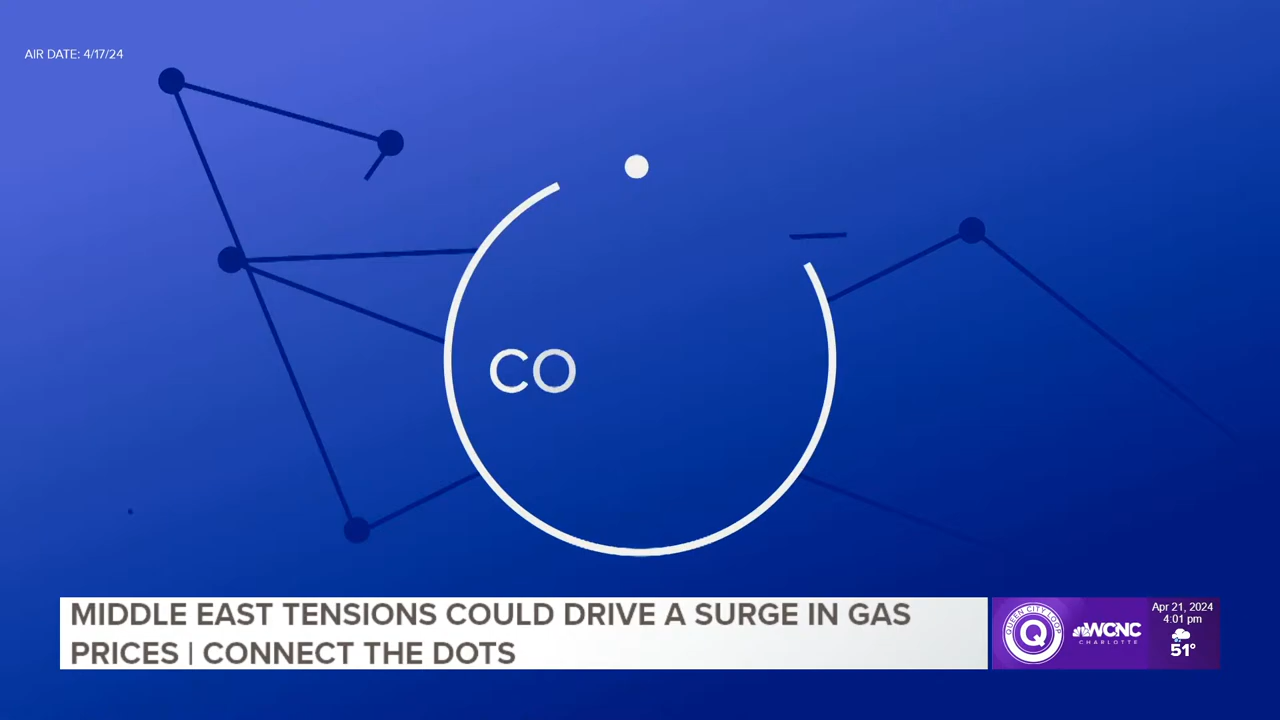 AIR DATE: 4/17/24
CO
MIDDLE EAST TENSIONS COULD DRIVE A SURGE IN GAS
PRICES | CONNECT THE DOTS
QUEEN CITY LOOP
Q
WCNC
CHARLOTTE
Apr 21, 2024
4:01 pm
51°